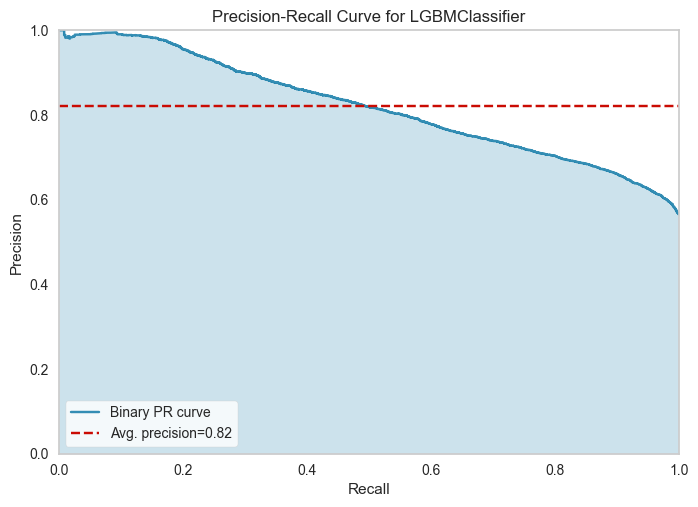 Precision-Recall Curve for LGBMClassifier
1.0
0.8
0.6
0.4
0.2
0.0
Precision
Binary PR curve
Avg. precision=0.82
0.0 0.2 0.4 0.6 0.8 1.0
Recall